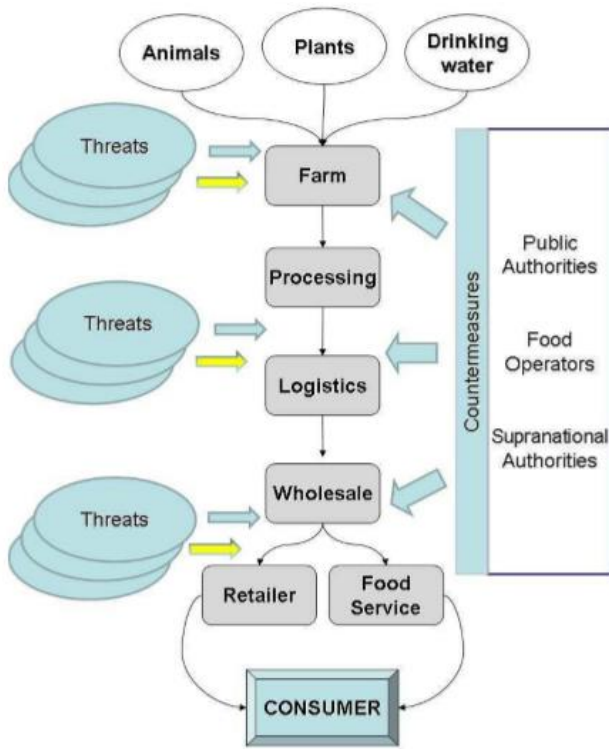 Animals
Plants
Drinking
water
Threats
Farm
Processing
Threats
Logistics
Wholesale
Threats
Retailer
Food
Service
CONSUMER
Countermeasures
Public
Authorities
Food
Operators
Supranational
Authorities